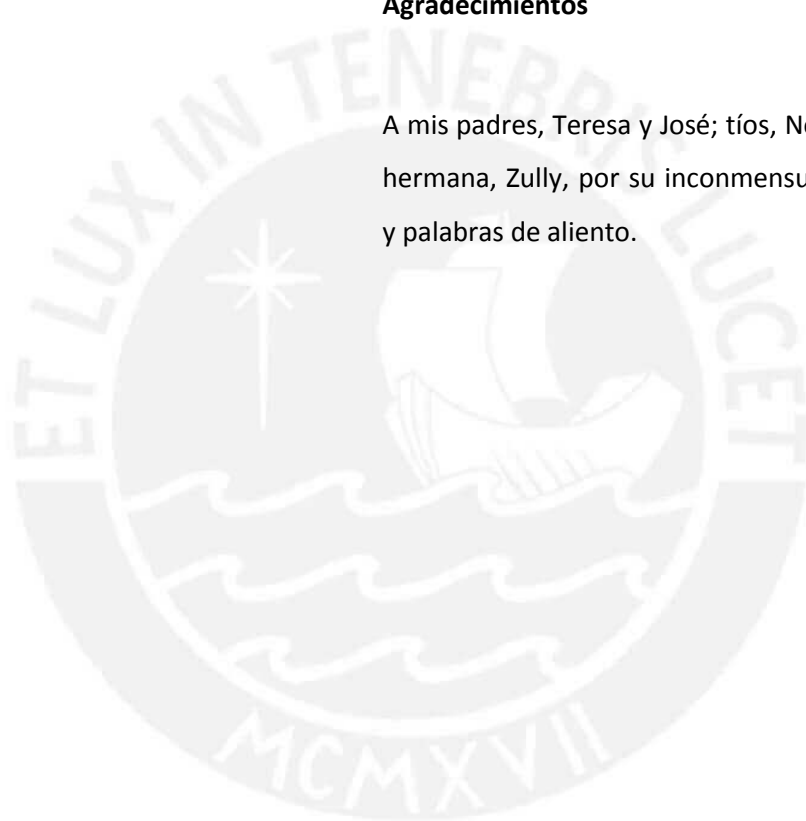 Agradecimientos
A mis padres, Teresa y José; tíos,
hermana, Zully, por su
y palabras de aliento.
ET LUX IN TENEBRIS LUCET
MCMXVII